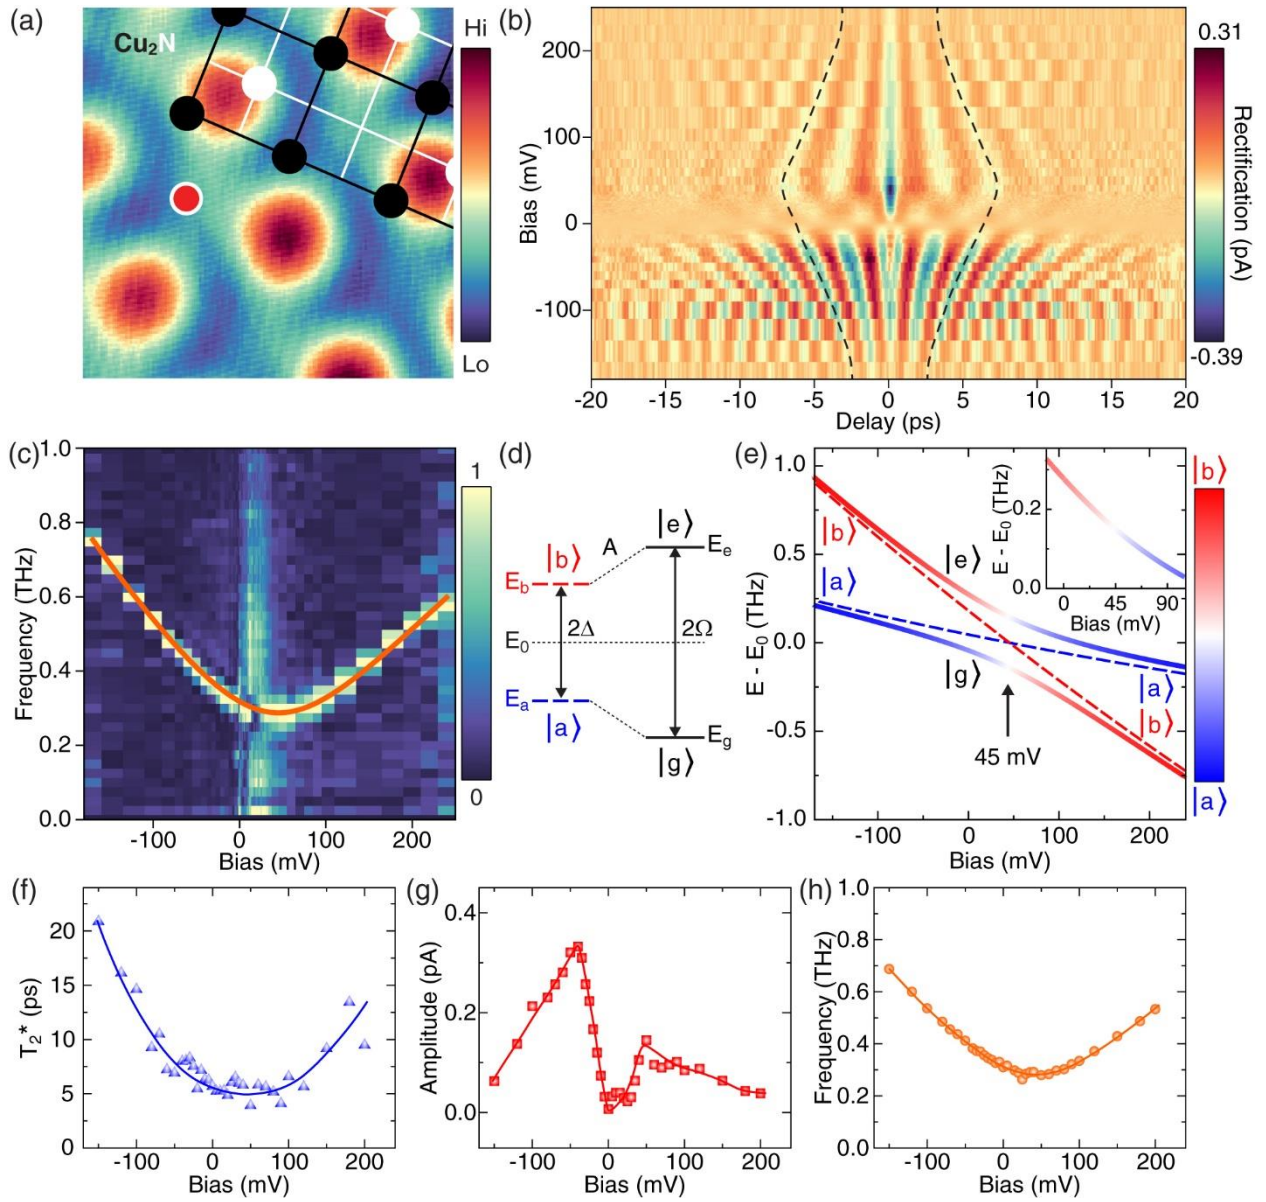 (a)
Cu₂N
Hi
Lo
(b)
Bias (mV)
200
100
0
-100
-20
-15
-10
-5
0
5
10
15
20
Delay (ps)
0.31
Rectification (pA)
-0.39
(c)
Frequency (THz)
1.0
0.8
0.6
0.4
0.2
0.0
-100
0
100
200
Bias (mV)
1
0
(d)
|b⟩
A
|e⟩
E_e
E_b
E_0
2Δ
2Ω
E_a
|a⟩
|g⟩
E_g
(e)
E - E₀ (THz)
1.0
0.5
0.0
-0.5
-1.0
|b⟩
|a⟩
|e⟩
|g⟩
45 mV
|a⟩
|b⟩
-100
0
100
200
Bias (mV)
E - E₀ (THz)
0.2
0.0
0
45
90
Bias (mV)
|b⟩
|a⟩
(f)
T₂* (ps)
20
15
10
5
0
-100
0
100
200
Bias (mV)
(g)
Amplitude (pA)
0.4
0.2
0.0
-100
0
100
200
Bias (mV)
(h)
Frequency (THz)
1.0
0.8
0.6
0.4
0.2
0.0
-100
0
100
200
Bias (mV)